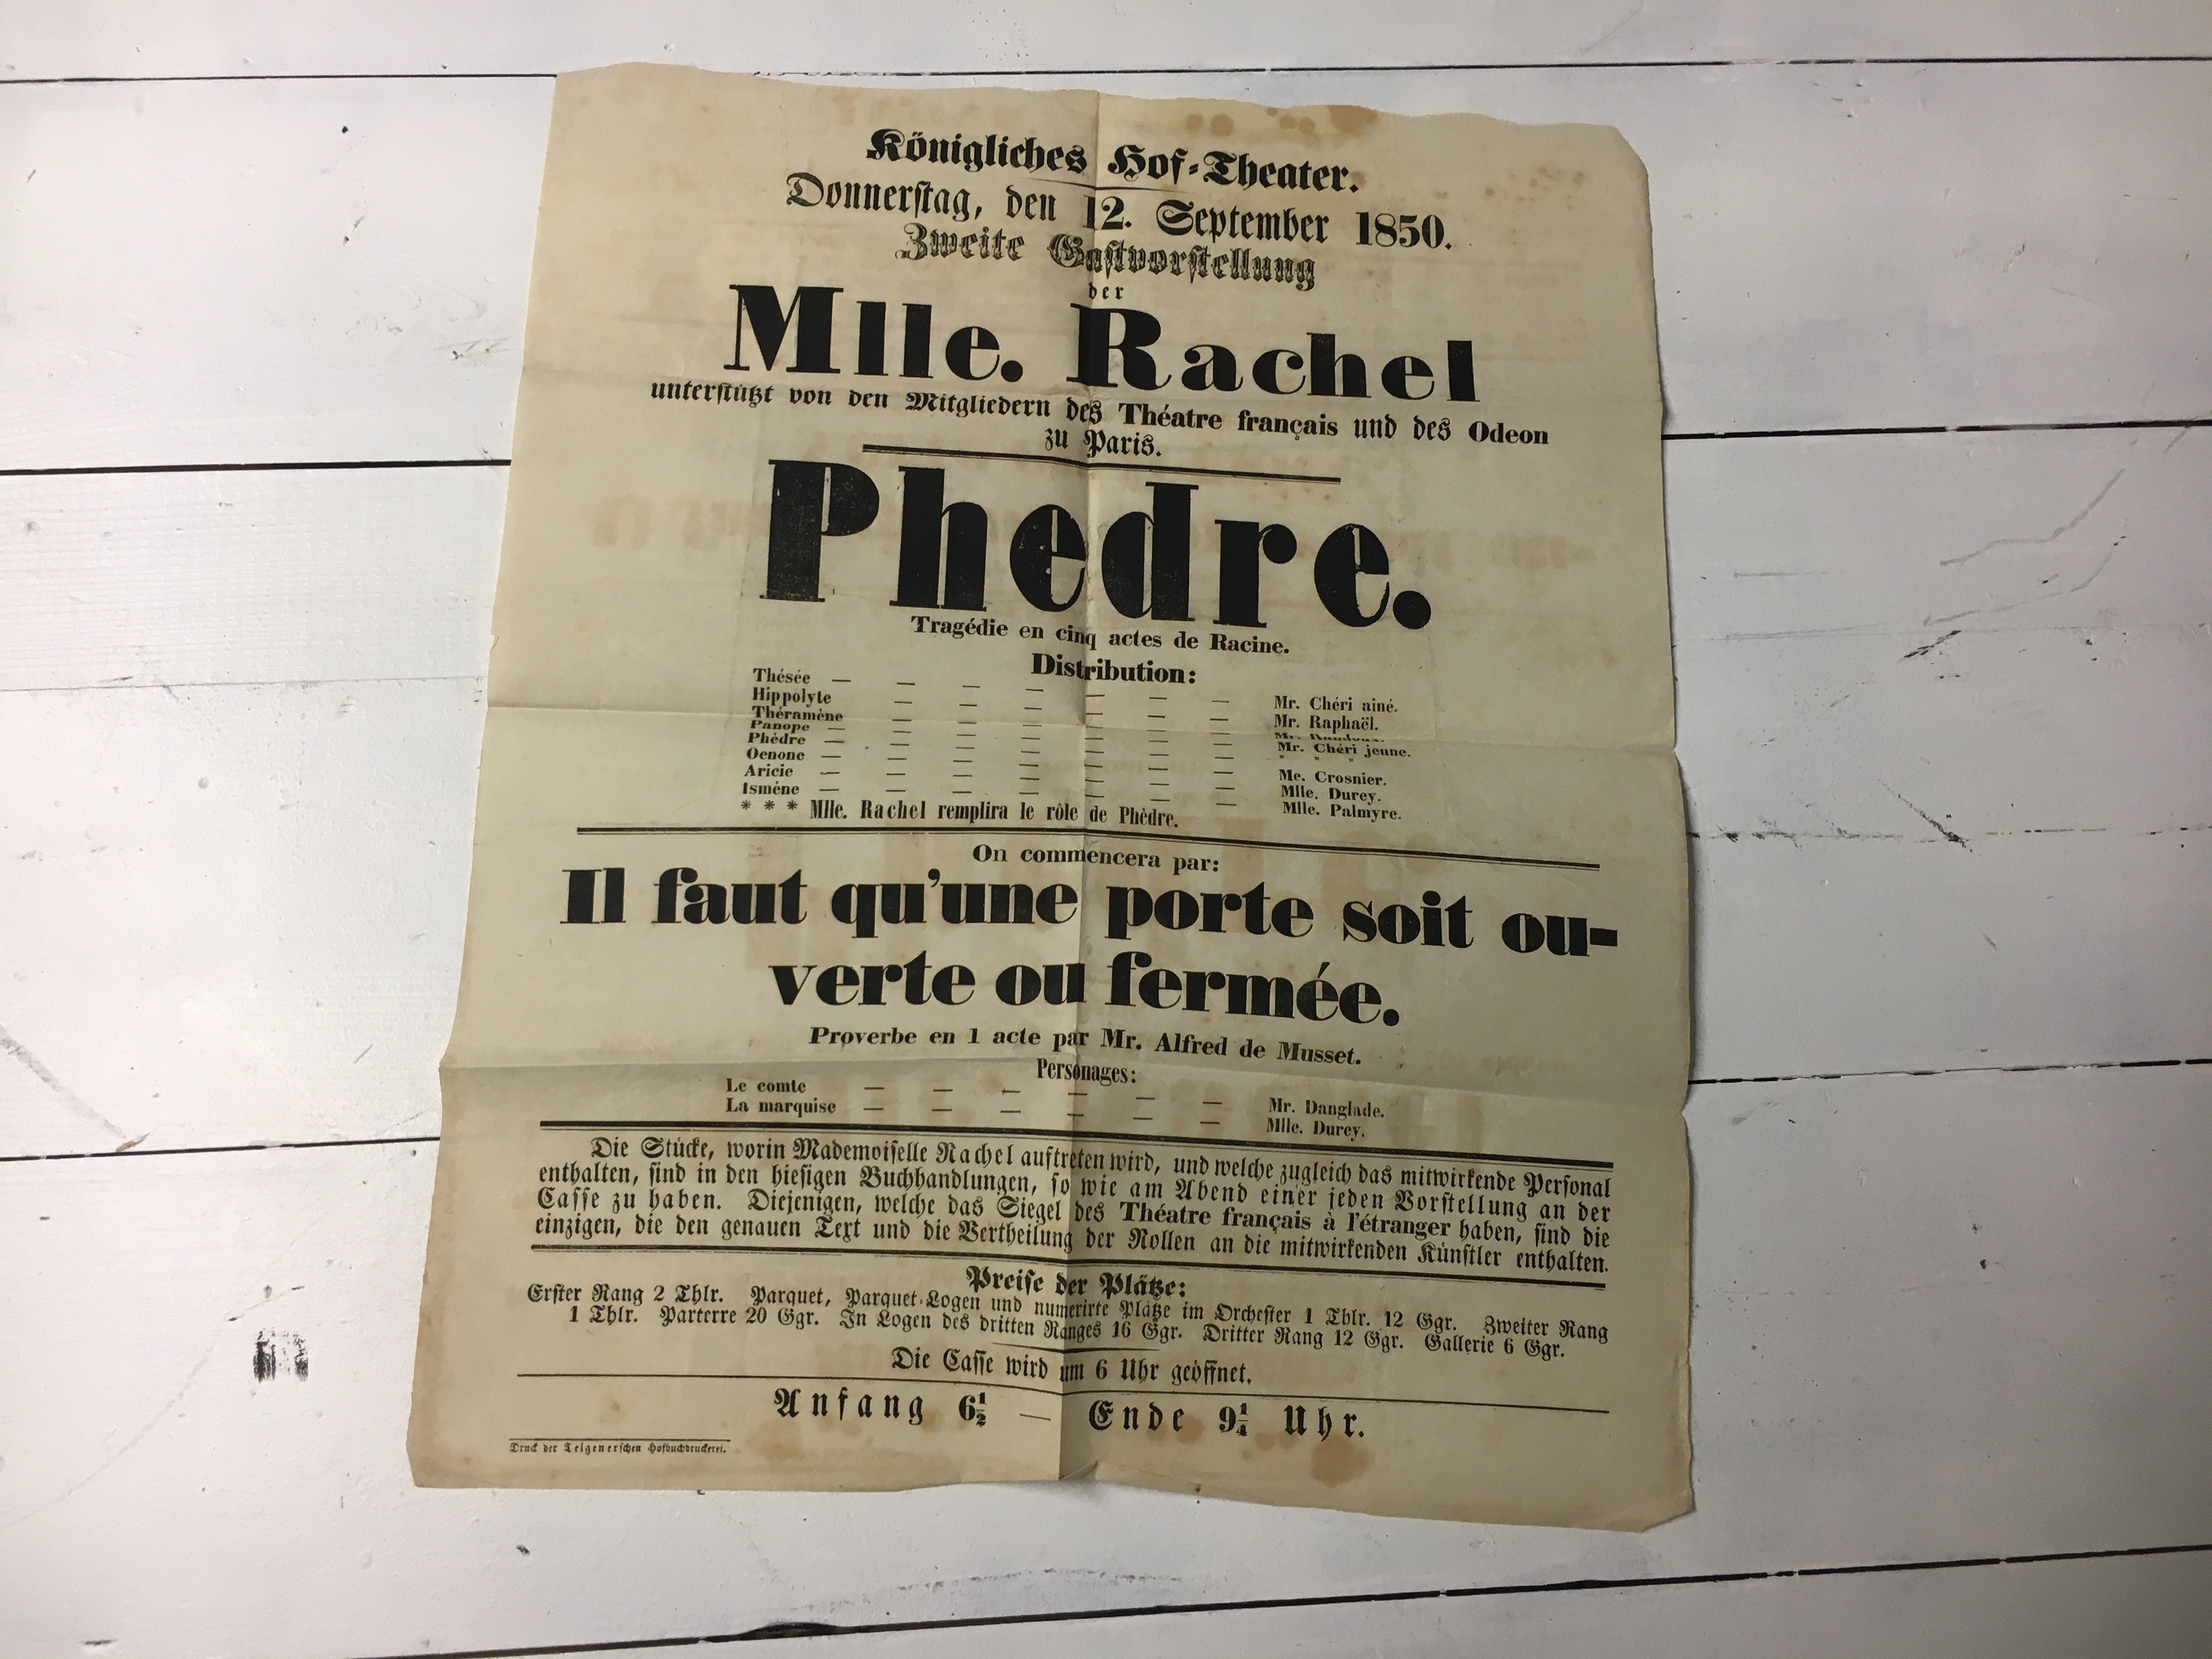 Königliches Hof-Theater.
Donnerstag, den 12. September 1850.
Zweite Gastvorstellung
der
Mlle. Rachel
unterstützt von den Mitgliedern des Théatre français und des Odeon
zu Paris.
Phedre.
Tragédie en cinq actes de Racine.
Distribution:
Thésée — — — — — — — Mr. Chéri ainé.
Hippolyte — — — — — — Mr. Raphaël.
Théramène — — — — — — Mr.
Panope — — — — — — — Mr. Chéri jeune.
Phèdre — — — — — — — * * *
Oenone — — — — — — — Me. Crosnier.
Aricie — — — — — — — Mlle. Durey.
Ismène — — — — — — — Mlle. Palmyre.
* * * Mlle. Rachel remplira le rôle de Phèdre.
On commencera par:
Il faut qu'une porte soit ou-
verte ou fermée.
Proverbe en 1 acte par Mr. Alfred de Musset.
Personages:
Le comte — — — — — — Mr. Danglade.
La marquise — — — — — — Mlle. Durey.
Die Stücke, worin Mademoiselle Rachel auftreten wird, und welche zugleich das mitwirkende Personal
enthalten, sind in den hiesigen Buchhandlungen, so wie am Abend einer jeden Vorstellung an der
Casse zu haben. Diejenigen, welche das Siegel des Théatre français à l'étranger haben, sind die
einzigen, die den genauen Text und die Vertheilung der Rollen an die mitwirkenden Künstler enthalten.
Preise der Plätze:
Erster Rang 2 Thlr. Parquet, Parquet-Logen und numerirte Plätze im Orchester 1 Thlr. 12 Ggr. Zweiter Rang
1 Thlr. Parterre 20 Ggr. In Logen des dritten Ranges 16 Ggr. Dritter Rang 12 Ggr. Gallerie 6 Ggr.
Die Casse wird um 6 Uhr geöffnet.
Anfang 6½ — Ende 9¼ Uhr.
Druck der Telgenerschen Hofbuchdruckerei.